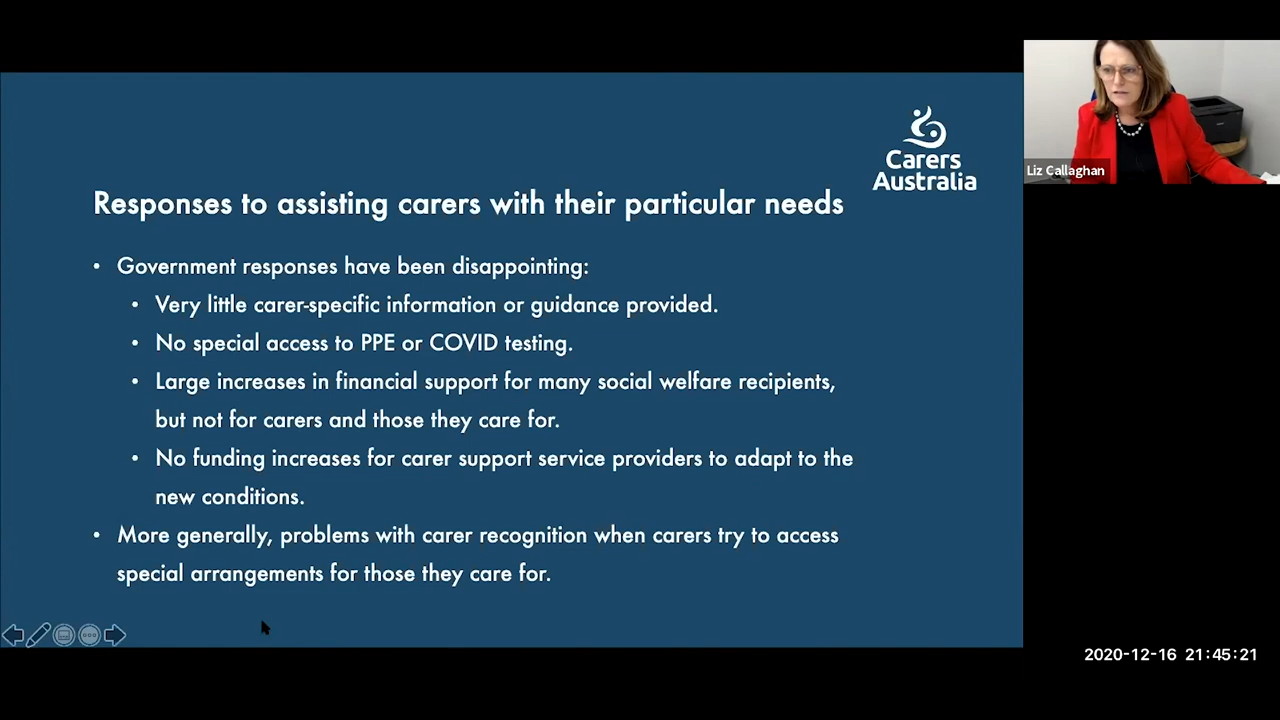 Carers
Australia
Liz Callaghan
Responses to assisting carers with their particular needs
• Government responses have been disappointing:
• Very little carer-specific information or guidance provided.
• No special access to PPE or COVID testing.
• Large increases in financial support for many social welfare recipients,
but not for carers and those they care for.
• No funding increases for carer support service providers to adapt to the
new conditions.
• More generally, problems with carer recognition when carers try to access
special arrangements for those they care for.
2020-12-16 21:45:21